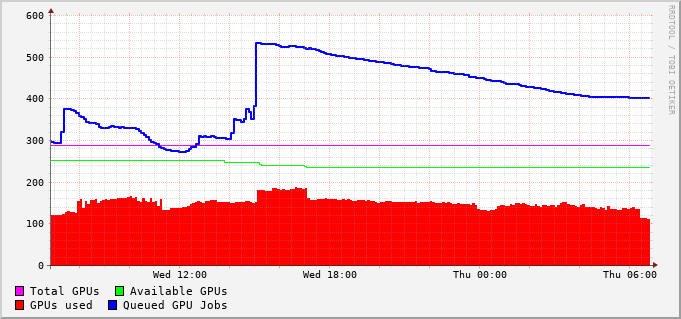 600
500
400
300
200
100
0
Wed 12:00 Wed 18:00 Thu 00:00 Thu 06:00
Total GPUs Available GPUs
GPUs used Queued GPU Jobs
RRDTOOL / TOBI OETIKER